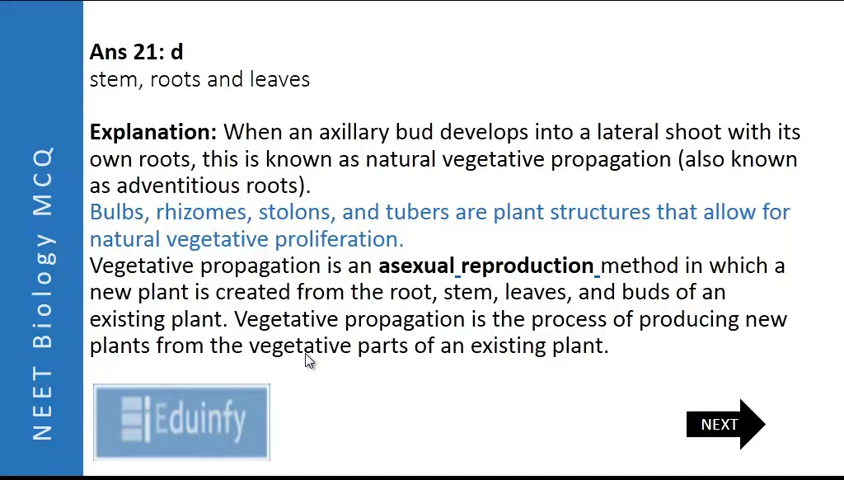 Ans 21: d
stem, roots and leaves
Explanation: When an axillary bud develops into a lateral shoot with its
own roots, this is known as natural vegetative propagation (also known
as adventitious roots).
Bulbs, rhizomes, stolons, and tubers are plant structures that allow for
natural vegetative proliferation.
Vegetative propagation is an asexual reproduction method in which a
new plant is created from the root, stem, leaves, and buds of an
existing plant. Vegetative propagation is the process of producing new
plants from the vegetative parts of an existing plant.
NEET Biology MCQ
Eduinfy
NEXT